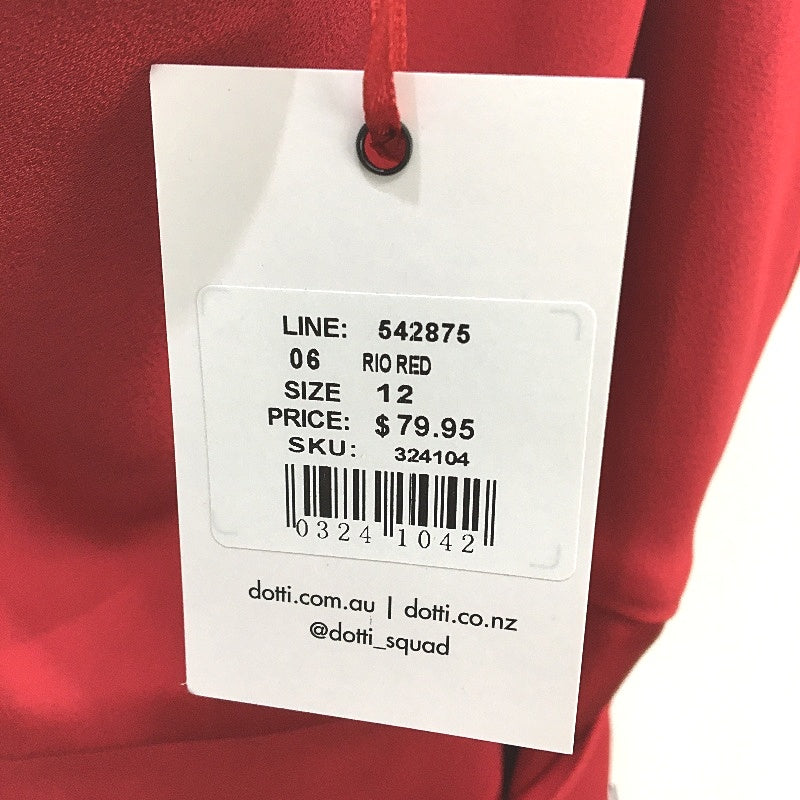 LINE: 542875
06 RIO RED
SIZE 12
PRICE: $79.95
SKU: 324104
0324 1042
dotti.com.au | dotti.co.nz
@dotti_squad